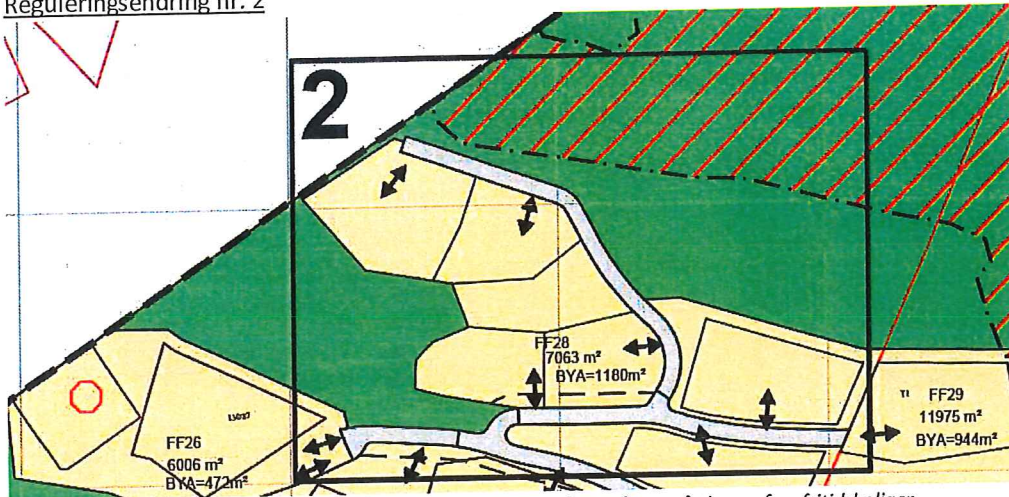 Reguleringsendring nr. 2
2
FF28
7063 m²
BYA=1180m²
FF29
11975 m²
BYA=944m²
FF26
6006 m²
BYA=472m²